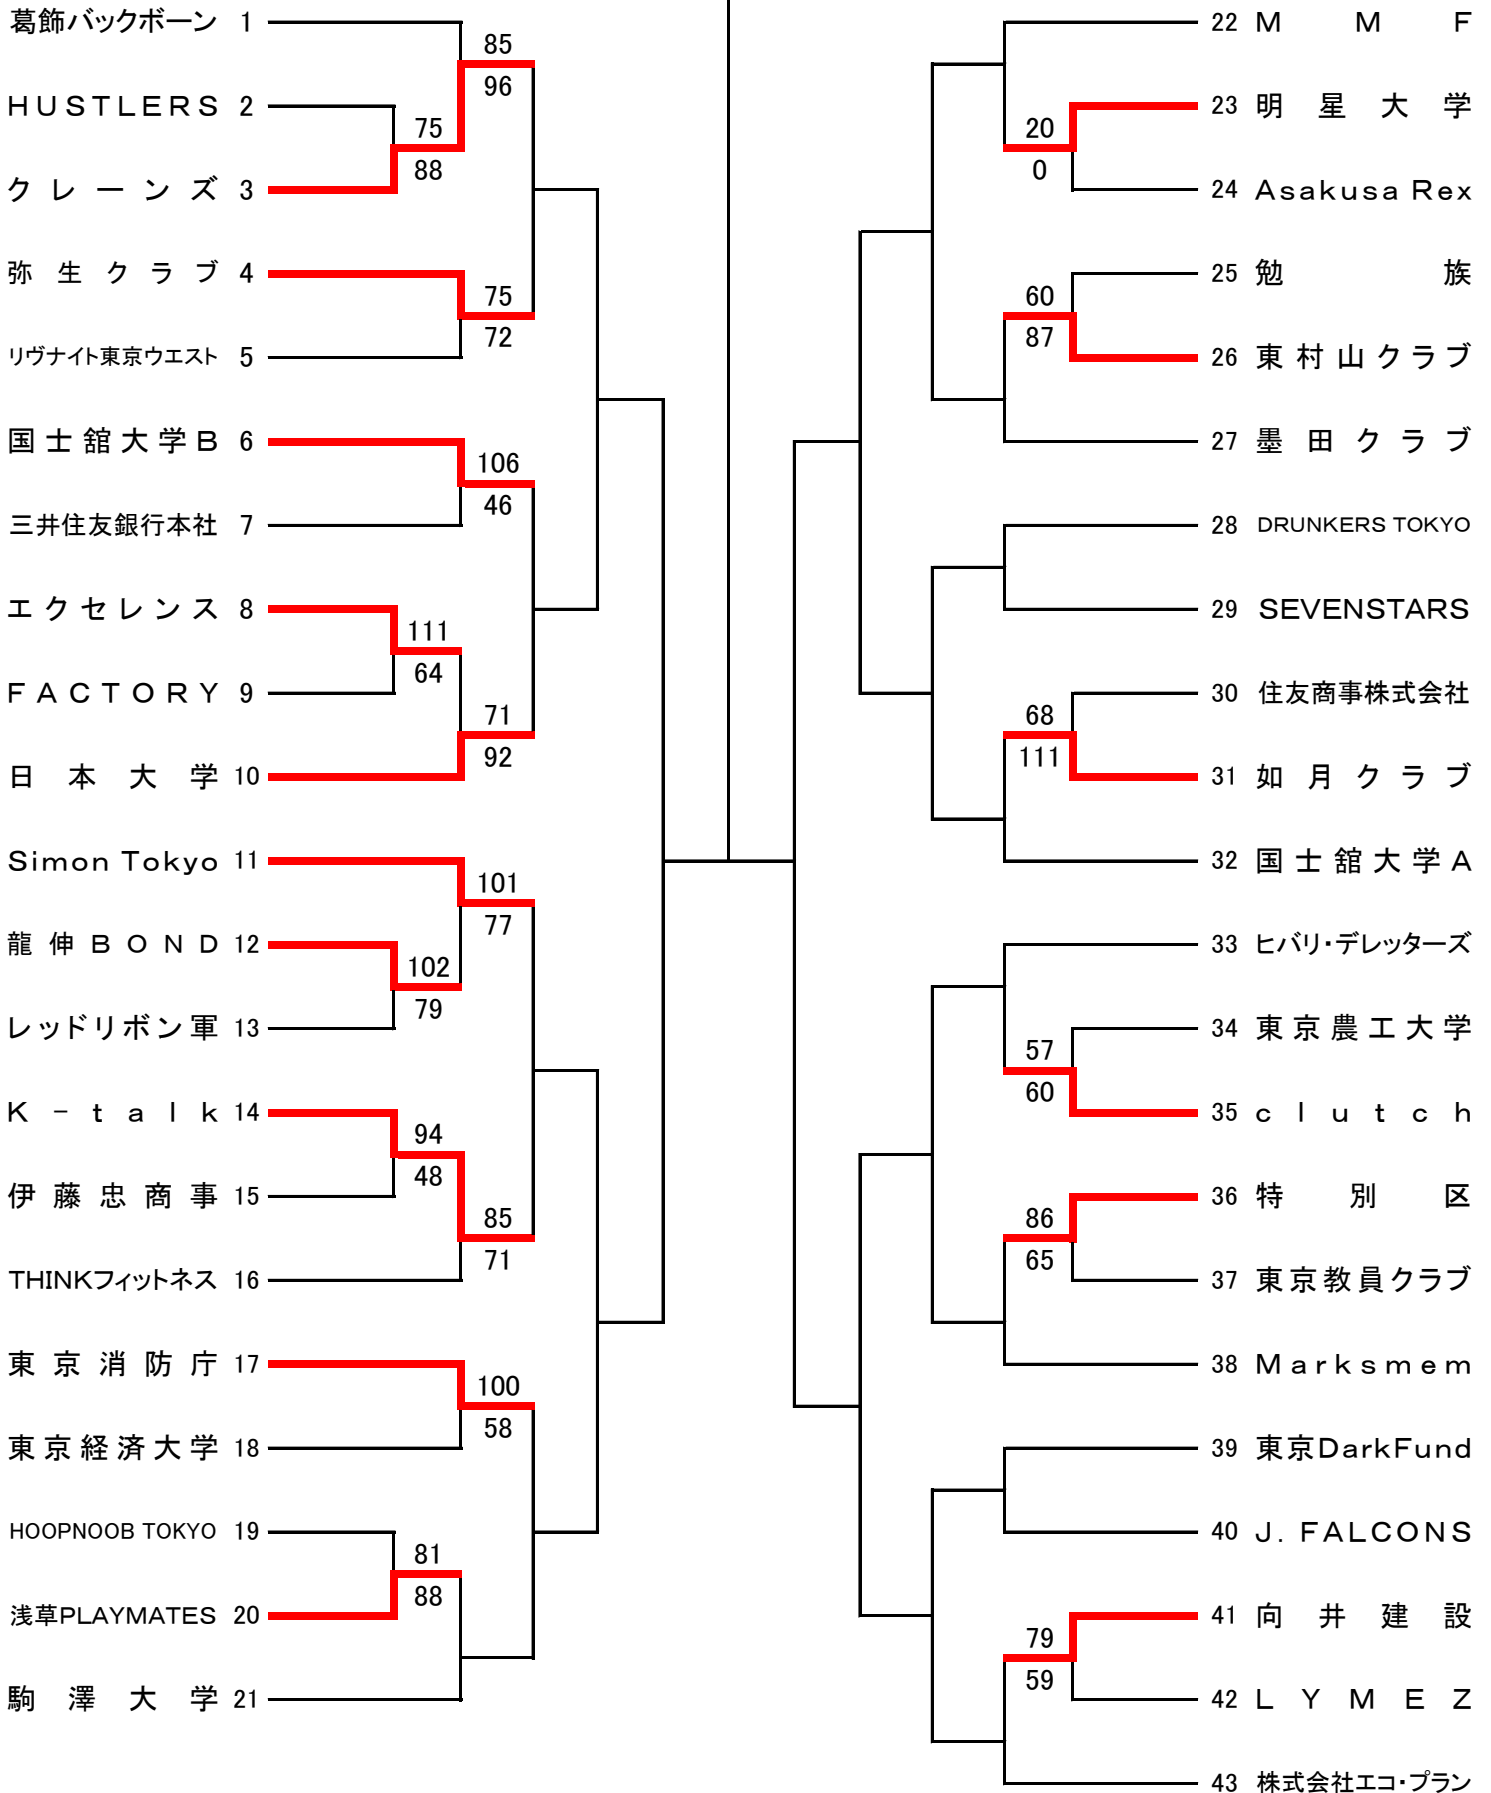 葛飾バックボーン 1
85
96
HUSTLERS 2
75
88
クレーンズ 3
弥生クラブ 4
75
72
リヴナイト東京ウエスト 5
国士舘大学B 6
106
46
三井住友銀行本社 7
エクセレンス 8
111
64
FACTORY 9
71
92
日本大学 10
Simon Tokyo 11
101
77
龍伸BOND 12
102
79
レッドリボン軍 13
K-talk 14
94
48
伊藤忠商事 15
85
71
THINKフィットネス 16
東京消防庁 17
100
58
東京経済大学 18
HOOPNOOB TOKYO 19
81
88
浅草PLAYMATES 20
駒澤大学 21
22 MMF
23 明星大学
20
0
24 Asakusa Rex
25 勉族
60
87
26 東村山クラブ
27 墨田クラブ
28 DRUNKERS TOKYO
29 SEVENSTARS
30 住友商事株式会社
68
111
31 如月クラブ
32 国士舘大学A
33 ヒバリ・デレッターズ
34 東京農工大学
57
60
35 clutch
36 特別区
86
65
37 東京教員クラブ
38 Marksmem
39 東京DarkFund
40 J. FALCONS
41 向井建設
79
59
42 LYMEZ
43 株式会社エコ・プラン